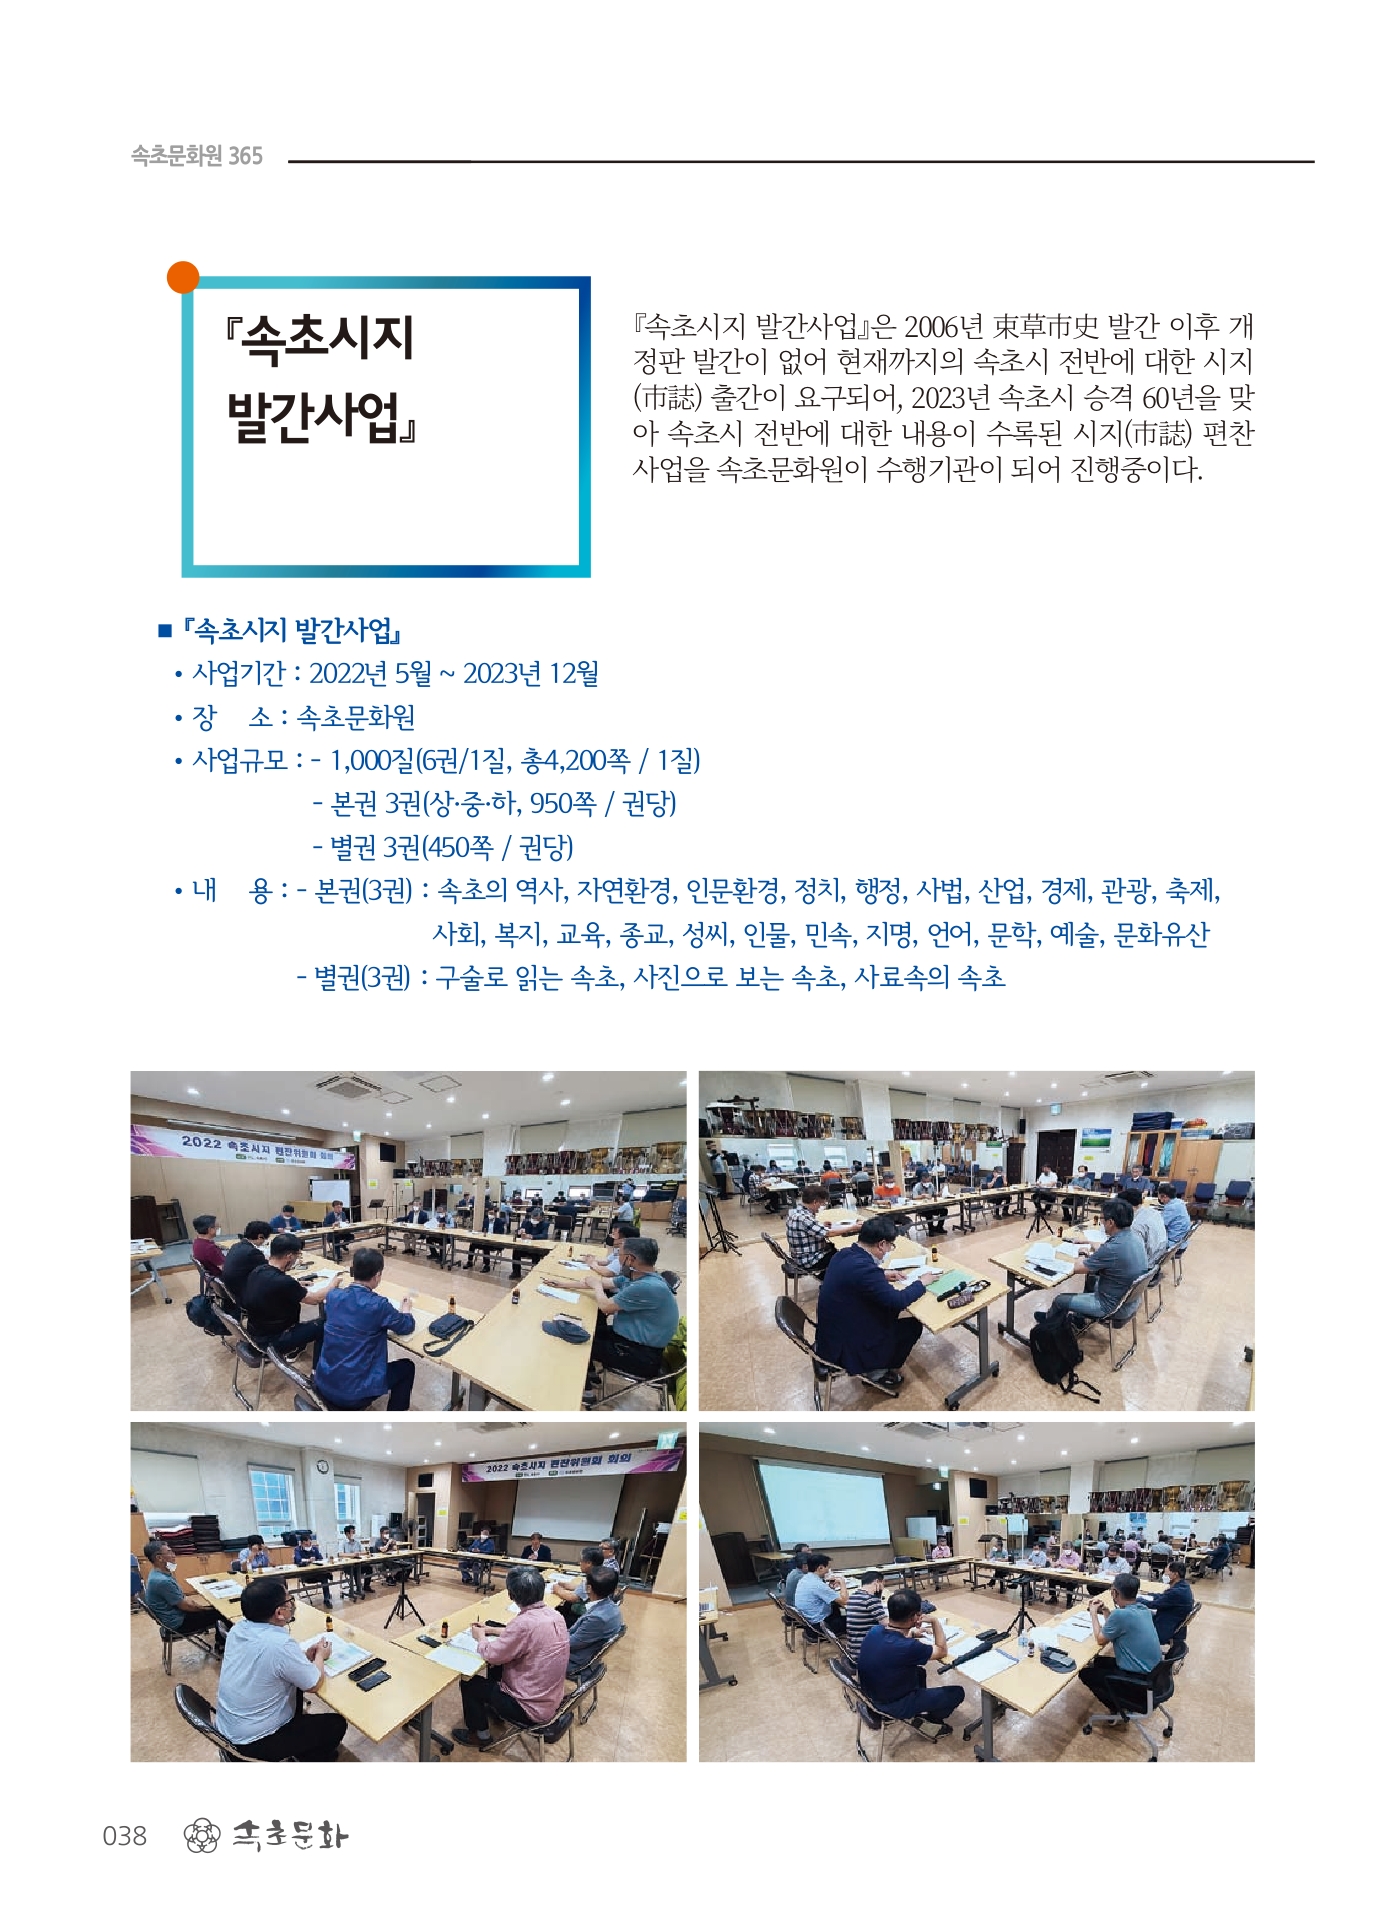 속초문화원 365
『속초시지
발간사업』
『속초시지 발간사업』은 2006년 束草市史 발간 이후 개
정판 발간이 없어 현재까지의 속초시 전반에 대한 시지
(市誌) 출간이 요구되어, 2023년 속초시 승격 60년을 맞
아 속초시 전반에 대한 내용이 수록된 시지(市誌) 편찬
사업을 속초문화원이 수행기관이 되어 진행중이다.
■ 『속초시지 발간사업』
• 사업기간 : 2022년 5월 ~ 2023년 12월
• 장 소 : 속초문화원
• 사업규모 : - 1,000질(6권/1질, 총4,200쪽 / 1질)
- 본권 3권(상·중·하, 950쪽 / 권당)
- 별권 3권(450쪽 / 권당)
• 내 용 : - 본권(3권) : 속초의 역사, 자연환경, 인문환경, 정치, 행정, 사법, 산업, 경제, 관광, 축제,
사회, 복지, 교육, 종교, 성씨, 인물, 민속, 지명, 언어, 문학, 예술, 문화유산
- 별권(3권) : 구술로 읽는 속초, 사진으로 보는 속초, 사료속의 속초
2022 속초시지 편찬위원회 회의
2022 속초시지 편찬위원회 회의
038 속초문화